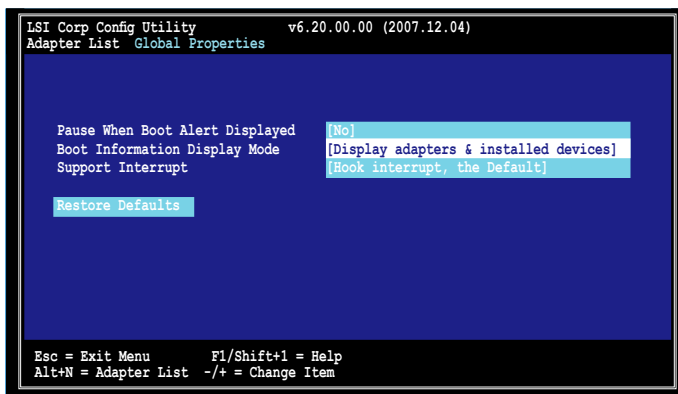 LSI Corp Config Utility v6.20.00.00 (2007.12.04)
Adapter List Global Properties
Pause When Boot Alert Displayed [No]
Boot Information Display Mode [Display adapters & installed devices]
Support Interrupt [Hook interrupt, the Default]
Restore Defaults
Esc = Exit Menu F1/Shift+1 = Help
Alt+N = Adapter List -/+ = Change Item